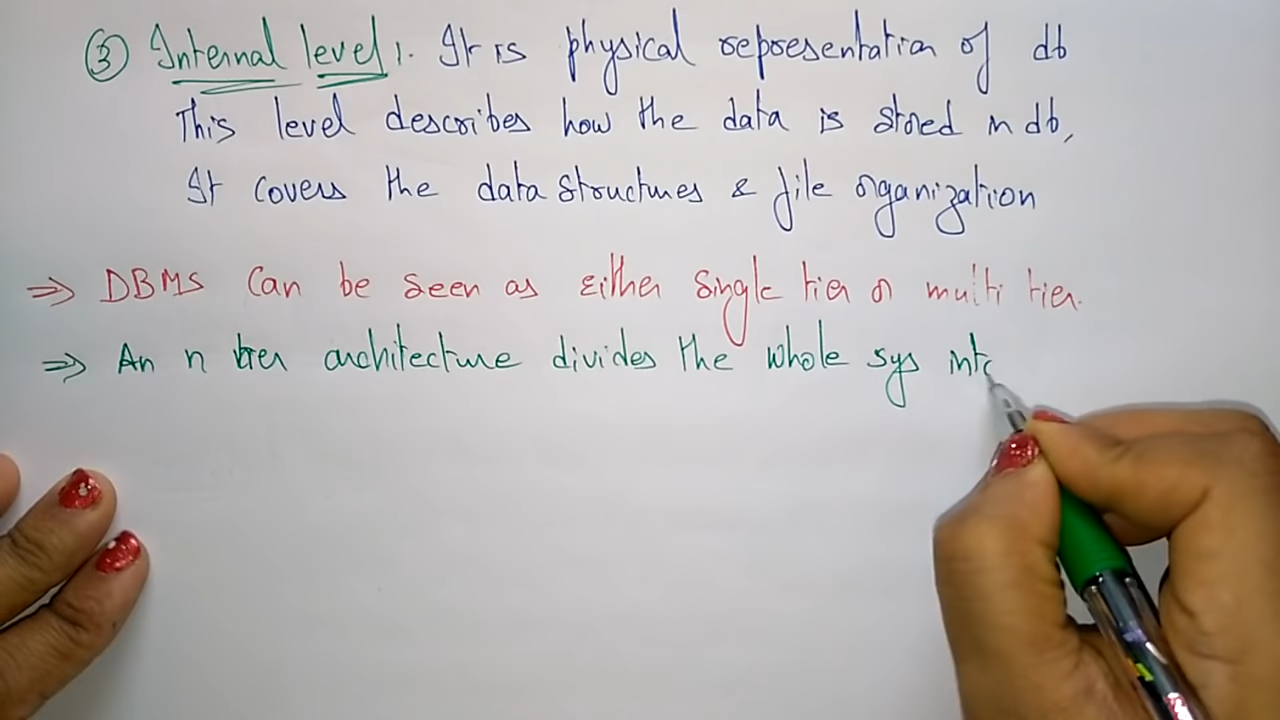 ③ Internal level :- It is physical representation of db
This level describes how the data is stored in db,
It covers the data structures & file organization
⇒ DBMS Can be seen as either single tier or multi tier.
⇒ An n tier architecture divides the whole sys into